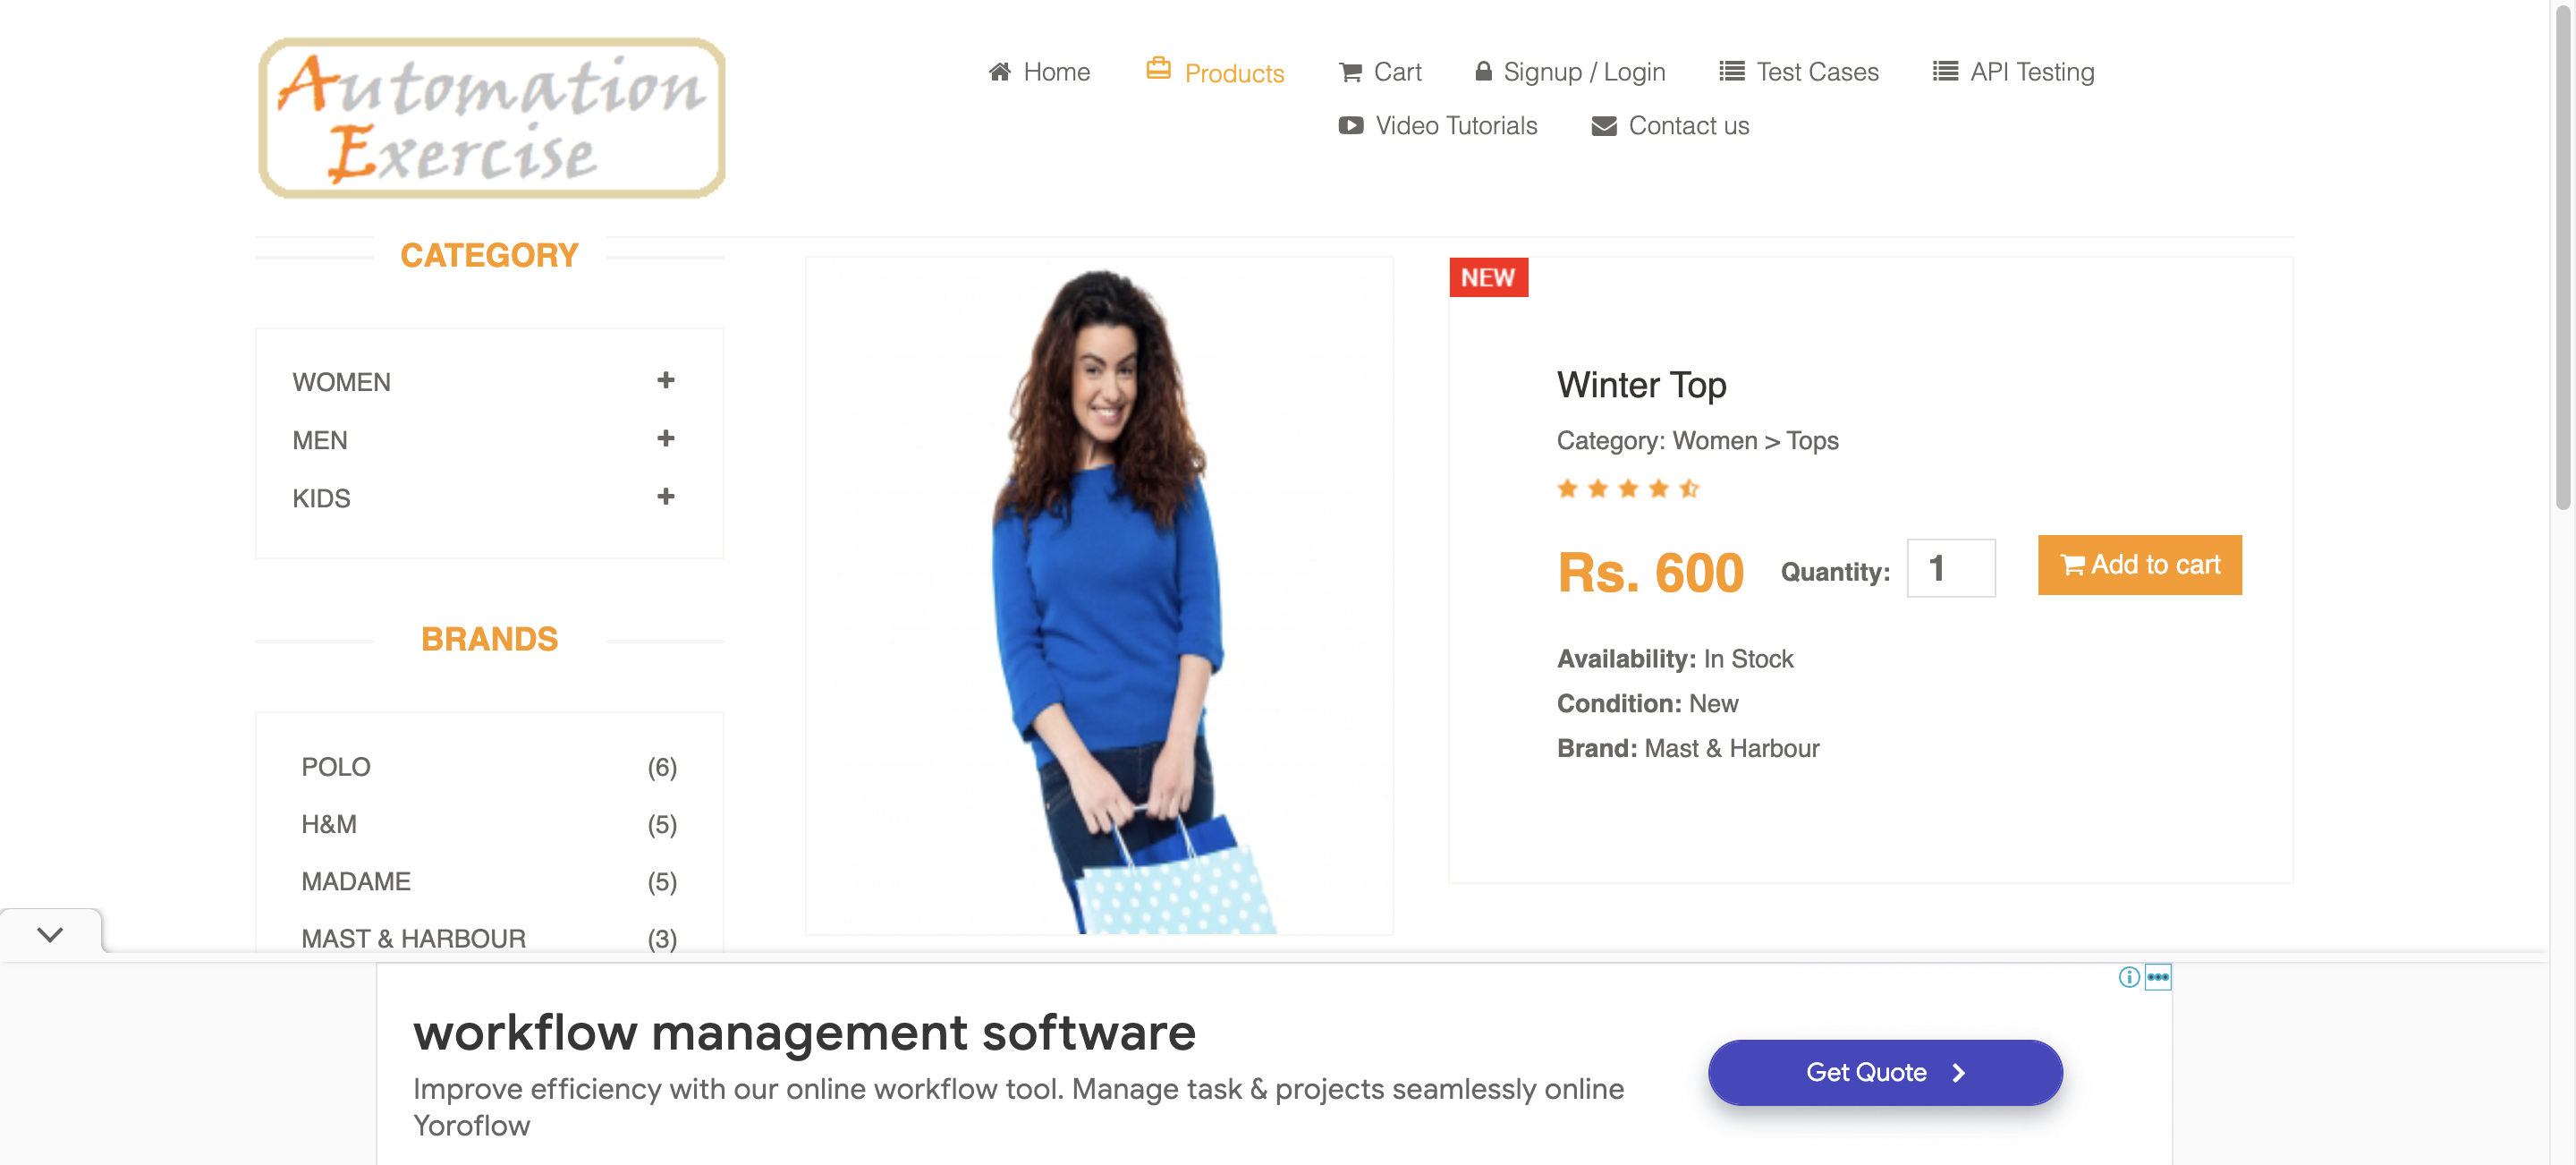 Automation
Exercise
Home
Products
Cart
Signup / Login
Test Cases
API Testing
Video Tutorials
Contact us
CATEGORY
WOMEN
MEN
KIDS
BRANDS
POLO (6)
H&M (5)
MADAME (5)
MAST & HARBOUR (3)
NEW
Winter Top
Category: Women > Tops
Rs. 600 Quantity: 1 Add to cart
Availability: In Stock
Condition: New
Brand: Mast & Harbour
workflow management software
Improve efficiency with our online workflow tool. Manage task & projects seamlessly online
Yoroflow
Get Quote